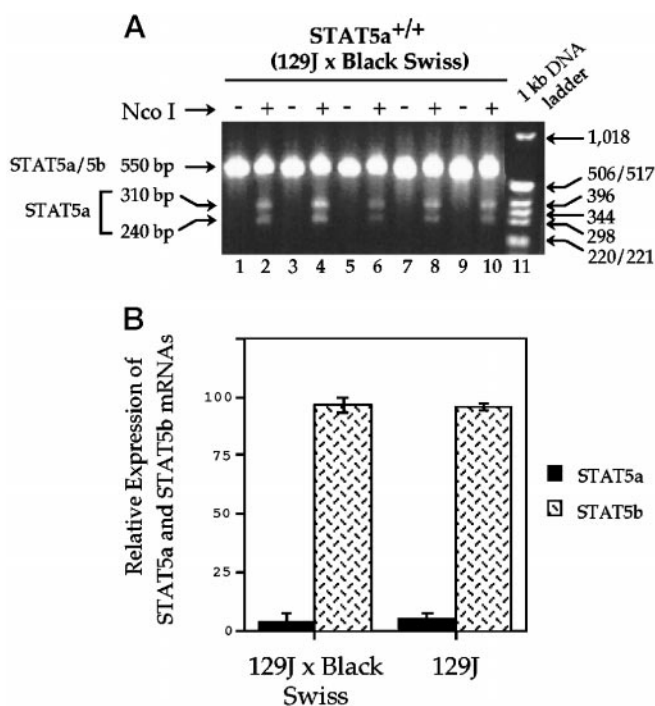 A
STAT5a+/+
(129J x Black Swiss)
1 kb DNA
ladder
Nco I - + - + - + - + - +
1,018
STAT5a/5b 550 bp
506/517
310 bp
396
STAT5a
344
240 bp
298
220/221
1 2 3 4 5 6 7 8 9 10 11
B
Relative Expression of
STAT5a and STAT5b mRNAs
100
75
50
25
0
STAT5a
STAT5b
129J x Black
Swiss
129J